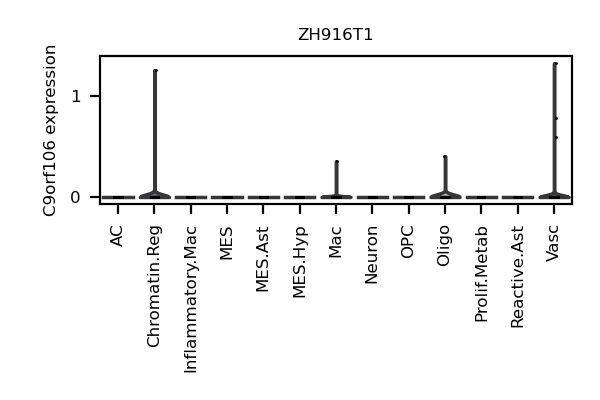 ZH916T1
C9orf106 expression
1
0
AC
Chromatin.Reg
Inflammatory.Mac
MES
MES.Ast
MES.Hyp
Mac
Neuron
OPC
Oligo
Prolif.Metab
Reactive.Ast
Vasc